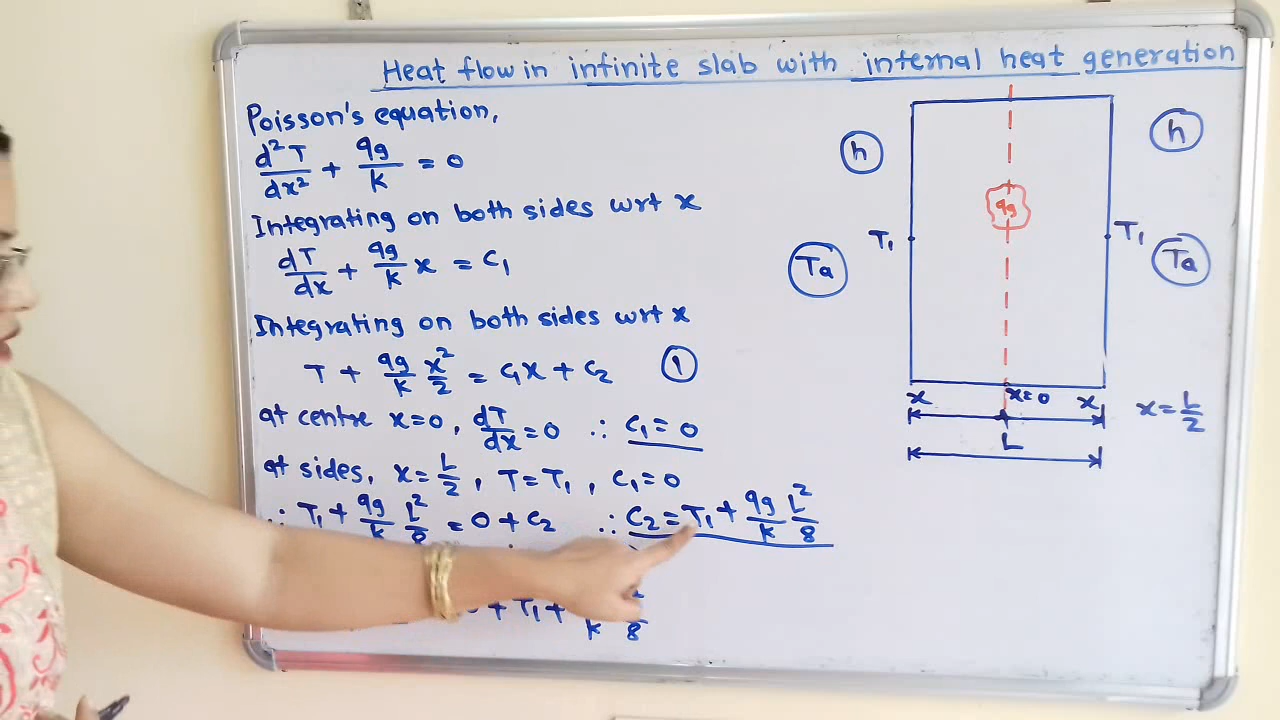 Heat flow in infinite slab with internal heat generation
Poisson's equation,
d²T/dx² + qg/k = 0
Integrating on both sides wrt x
dT/dx + qg/k x = C₁
Integrating on both sides wrt x
T + qg/k x²/2 = C₁x + C₂ ①
at centre x=0, dT/dx = 0 ∴ C₁ = 0
at sides, x = L/2, T = T₁, C₁ = 0
∴ T₁ + qg/k L²/8 = 0 + C₂ ∴ C₂ = T₁ + qg/k L²/8
+ T₁ +
k 8
h
h
qg
T₁
T₁
Ta
Ta
x x=0 x
x = L/2
L